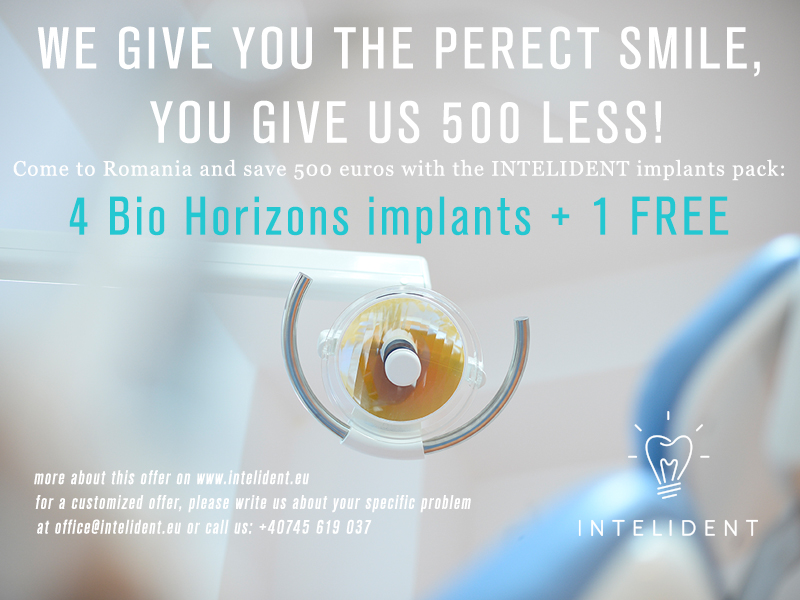 WE GIVE YOU THE PERECT SMILE,
YOU GIVE US 500 LESS!
Come to Romania and save 500 euros with the INTELIDENT implants pack:
4 Bio Horizons implants + 1 FREE
more about this offer on www.intelident.eu
for a customized offer, please write us about your specific problem
at office@intelident.eu or call us: +40745 619 037
INTELIDENT